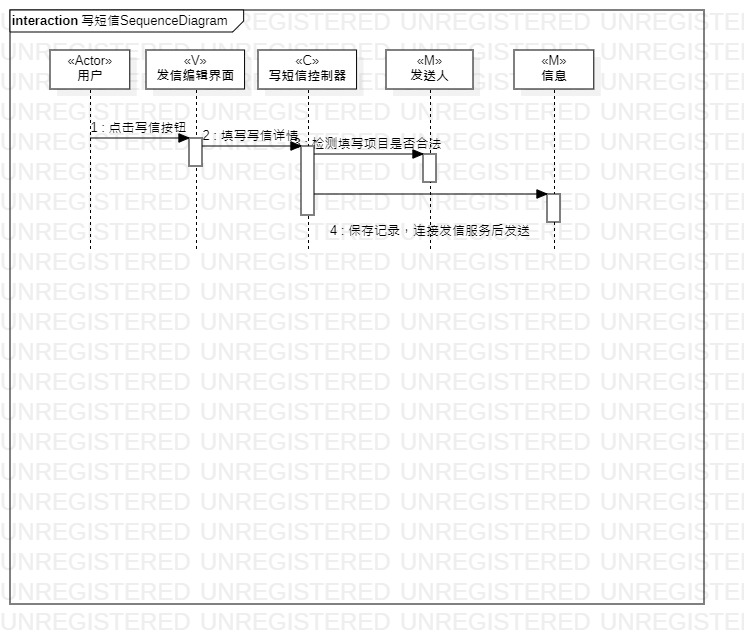 interaction 写短信SequenceDiagram
«Actor»
用户
«V»
发信编辑界面
«C»
写短信控制器
«M»
发送人
«M»
信息
1 : 点击写信按钮
2 : 填写写信详情
3 : 检测填写项目是否合法
4 : 保存记录，连接发信服务后发送
UNREGISTERED UNREGISTERED UNREGISTERED UNREGISTERED